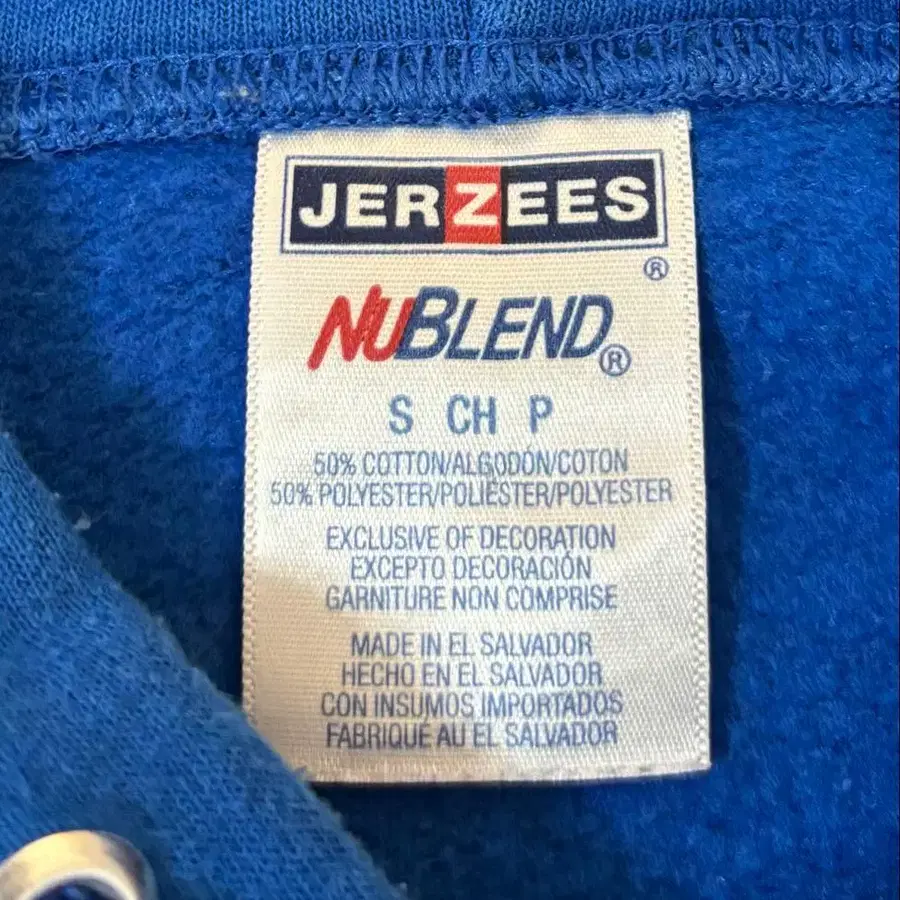 JERZEES
®
NUBLEND®
S CH P
50% COTTON/ALGODÓN/COTON
50% POLYESTER/POLIÉSTER/POLYESTER
EXCLUSIVE OF DECORATION
EXCEPTO DECORACIÓN
GARNITURE NON COMPRISE
MADE IN EL SALVADOR
HECHO EN EL SALVADOR
CON INSUMOS IMPORTADOS
FABRIQUÉ AU EL SALVADOR